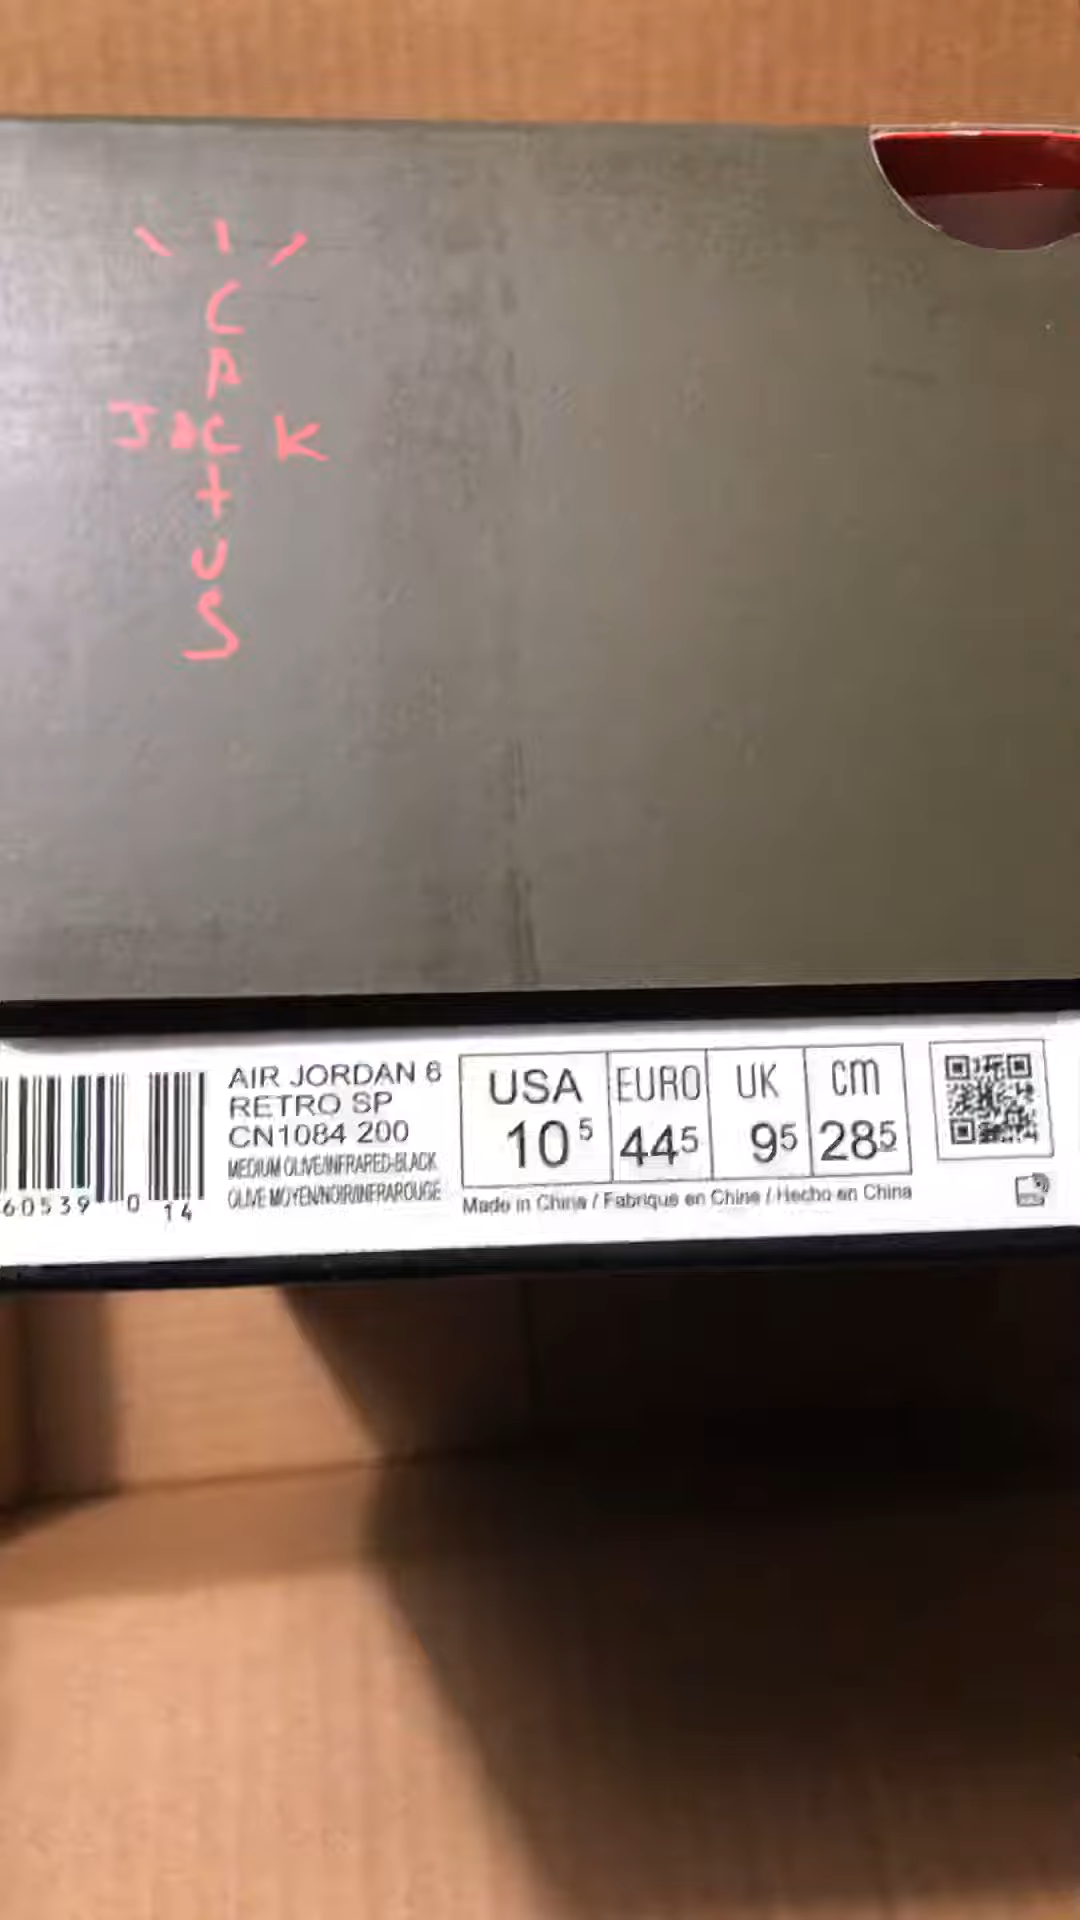 C
A
JACK
T
U
S
AIR JORDAN 6
RETRO SP
CN1084 200
MEDIUM OLIVE/INFRARED-BLACK
OLIVE MOYEN/NOIR/INFRAROUGE
60539 0 14
USA EURO UK cm
10 5 44 5 9 5 28 5
Made in China / Fabrique en Chine / Hecho en China